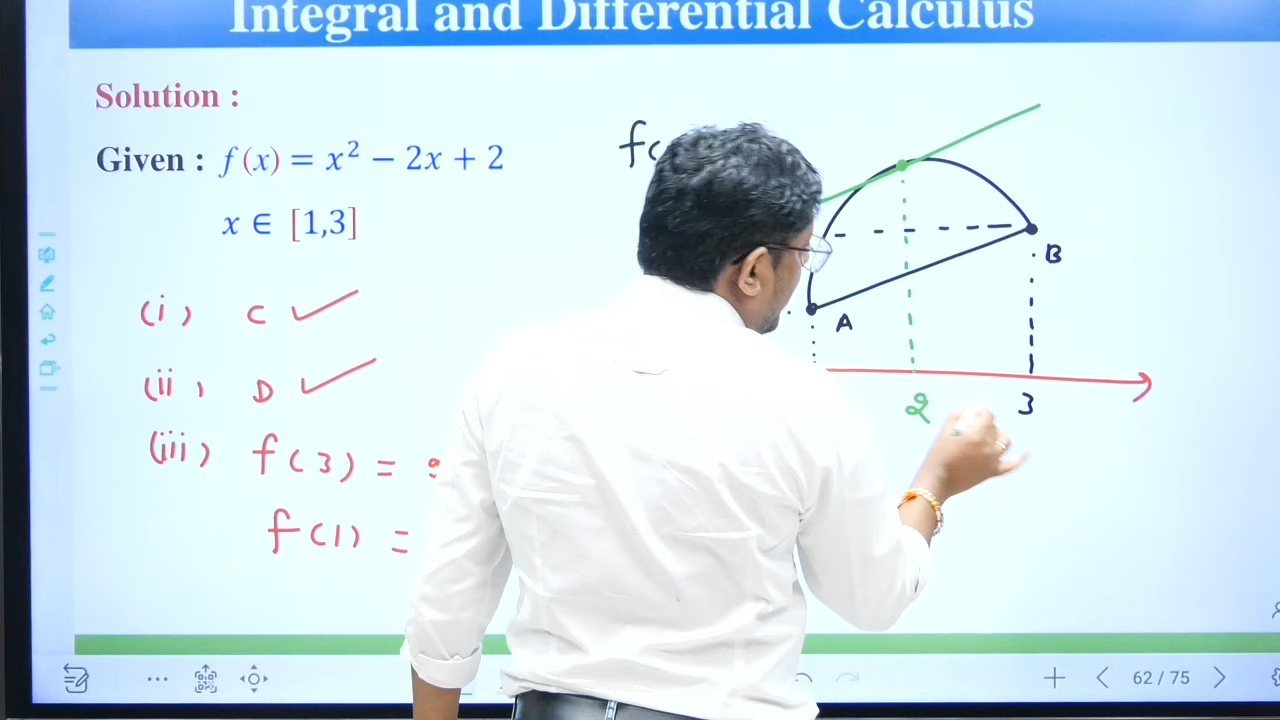 Integral and Differential Calculus
Solution :
Given : f(x) = x² − 2x + 2
x ∈ [1,3]
(i) C ✓
(ii) D ✓
(iii) f(3) =
f(1) =
f(
A
B
2
3
62 / 75